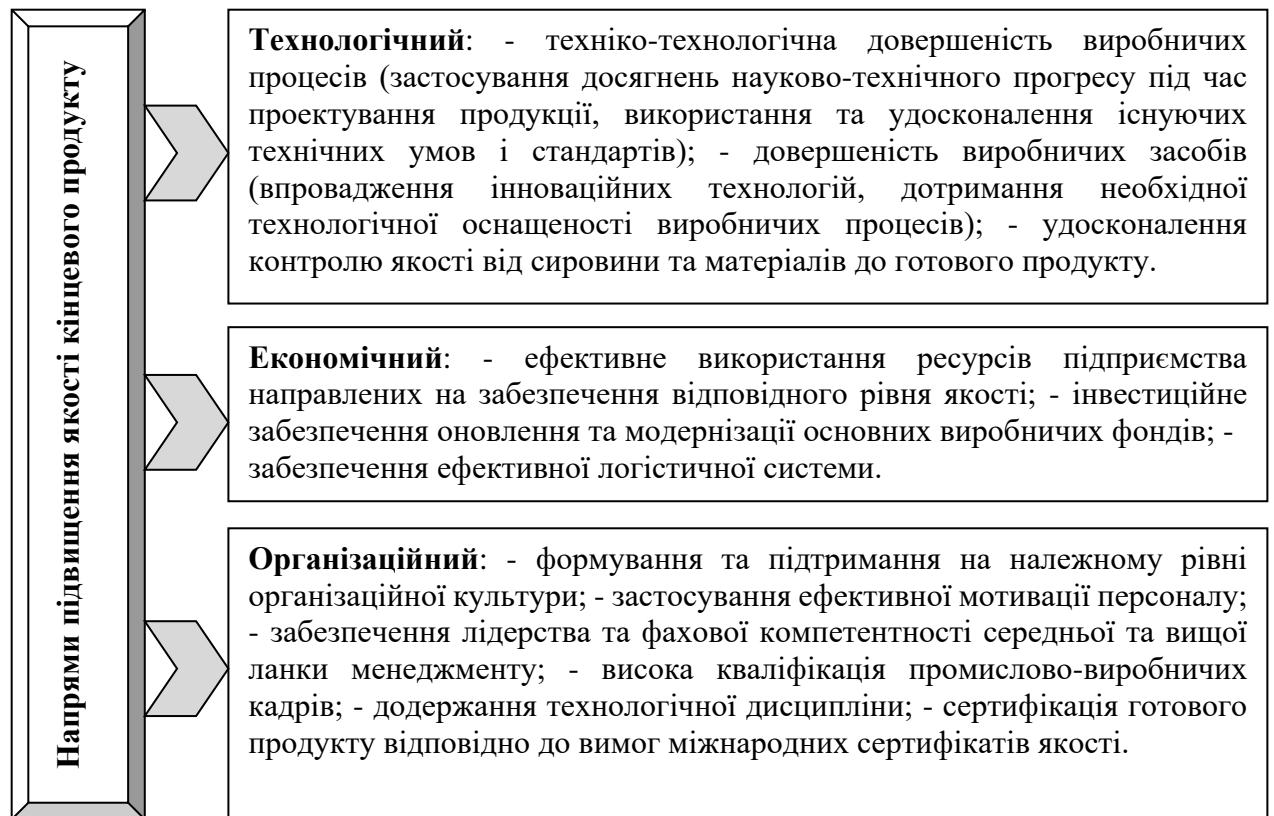 Напрями підвищення якості кінцевого продукту
Технологічний: - техніко-технологічна довершеність виробничих
процесів (застосування досягнень науково-технічного прогресу під час
проектування продукції, використання та удосконалення існуючих
технічних умов і стандартів); - довершеність виробничих засобів
(впровадження інноваційних технологій, дотримання необхідної
технологічної оснащеності виробничих процесів); - удосконалення
контролю якості від сировини та матеріалів до готового продукту.
Економічний: - ефективне використання ресурсів підприємства
направлених на забезпечення відповідного рівня якості; - інвестиційне
забезпечення оновлення та модернізації основних виробничих фондів; -
забезпечення ефективної логістичної системи.
Організаційний: - формування та підтримання на належному рівні
організаційної культури; - застосування ефективної мотивації персоналу;
- забезпечення лідерства та фахової компетентності середньої та вищої
ланки менеджменту; - висока кваліфікація промислово-виробничих
кадрів; - додержання технологічної дисципліни; - сертифікація готового
продукту відповідно до вимог міжнародних сертифікатів якості.